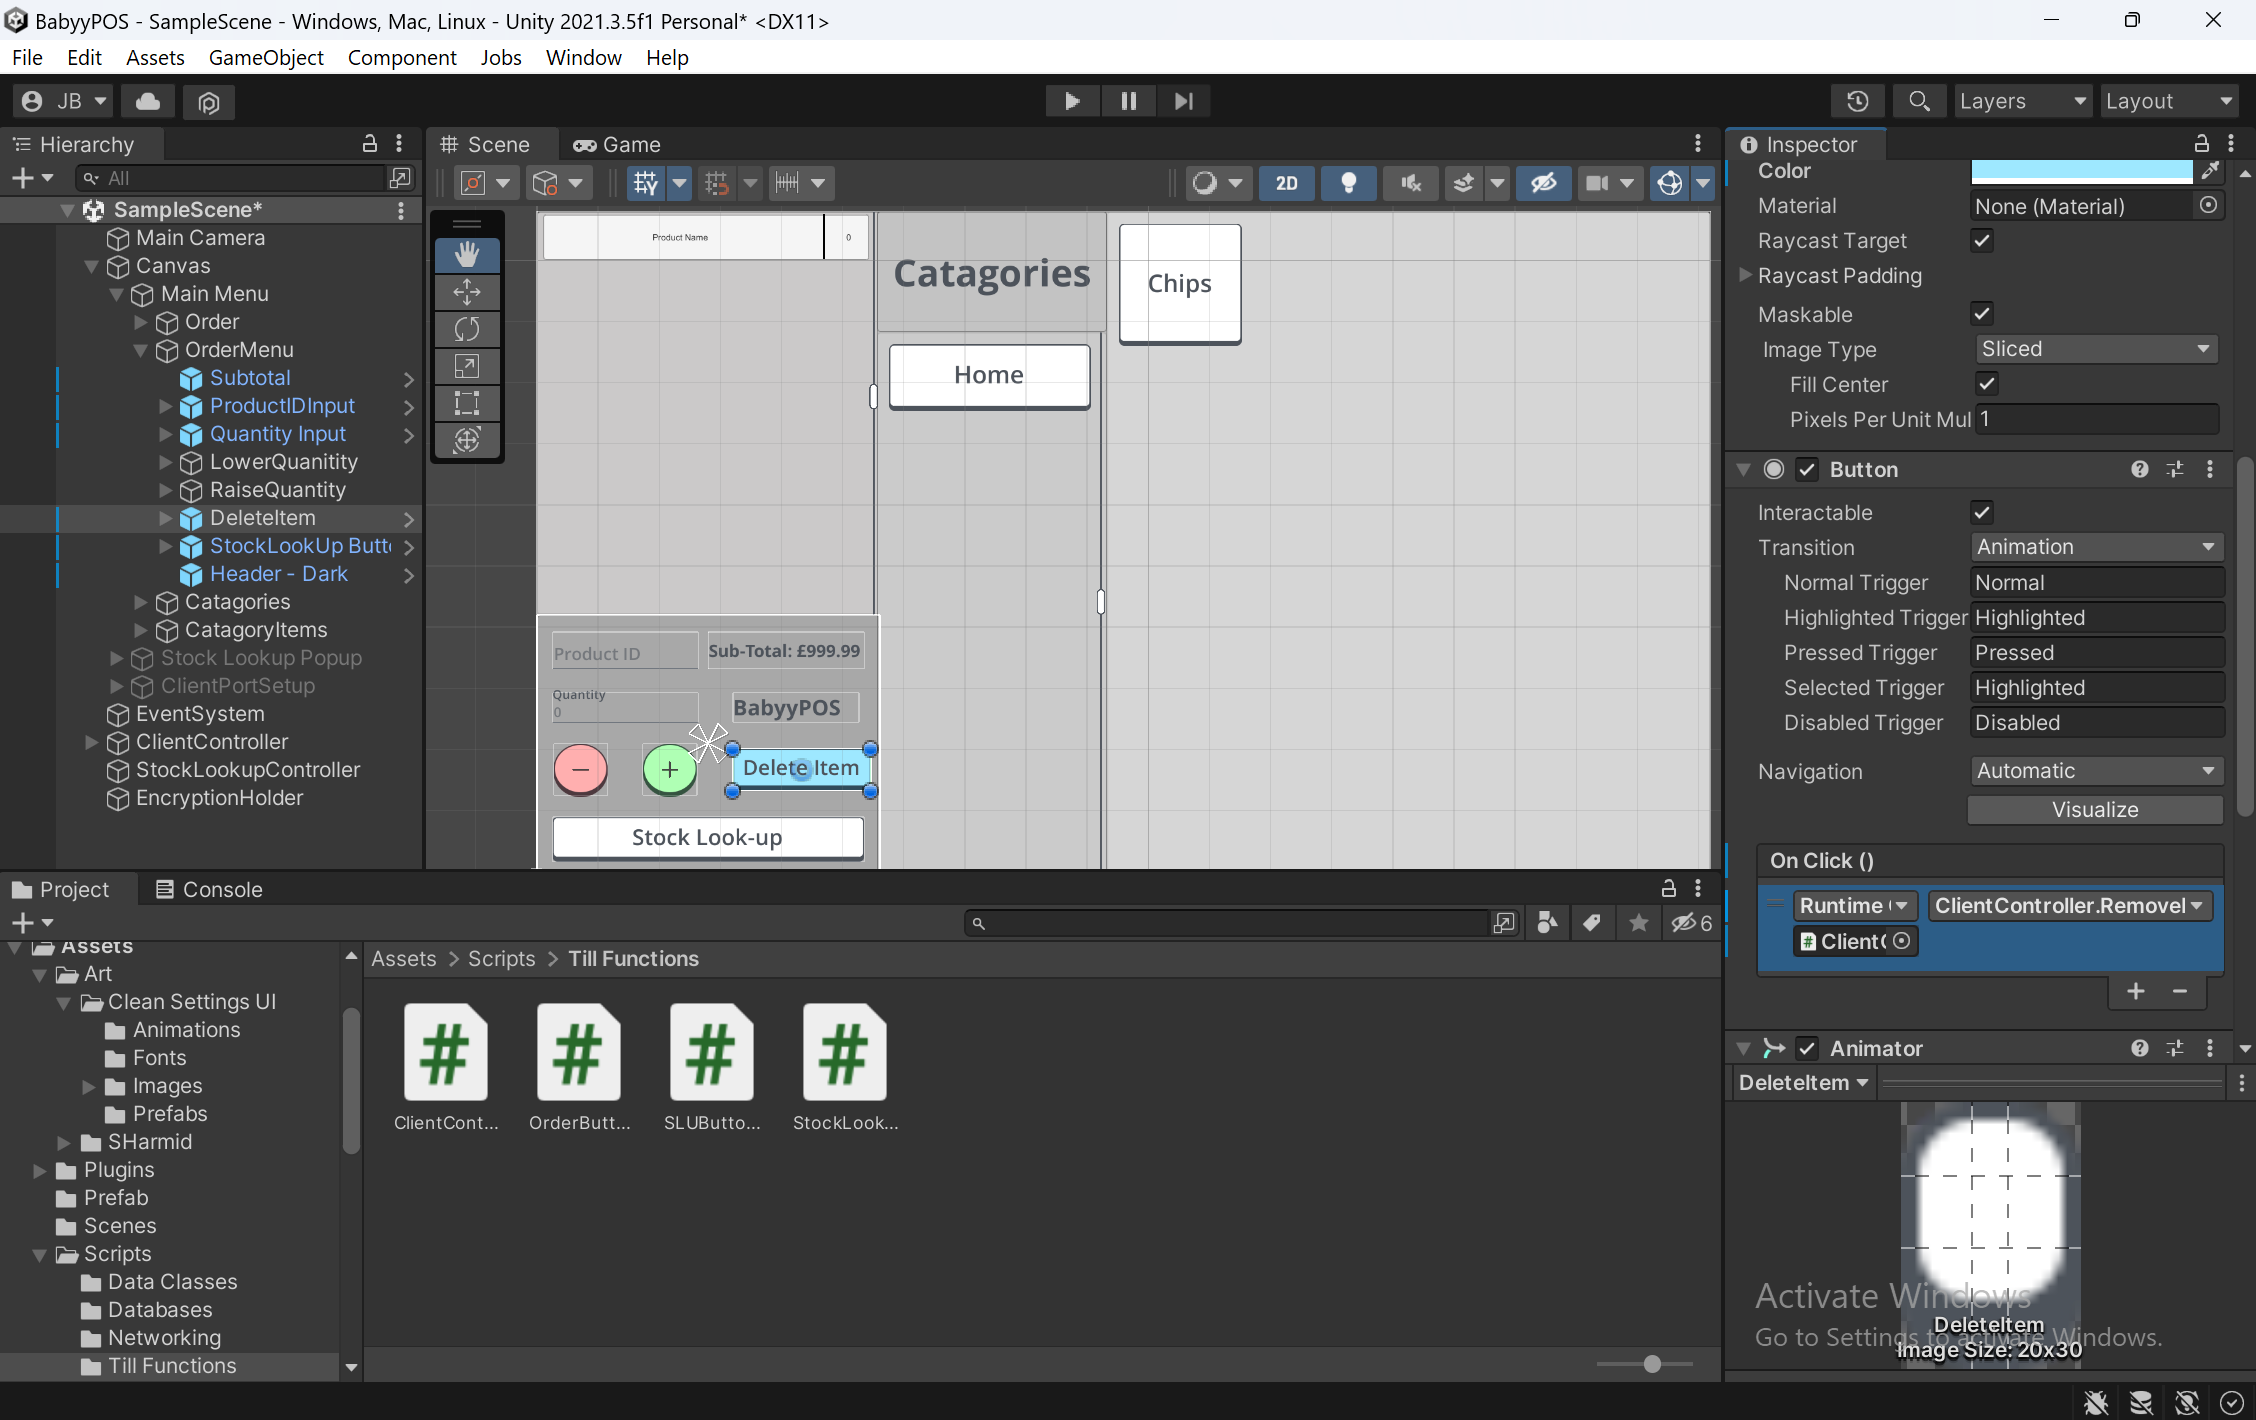 BabyyPOS - SampleScene - Windows, Mac, Linux - Unity 2021.3.5f1 Personal* <DX11>
File Edit Assets GameObject Component Jobs Window Help
JB
Layers
Layout
Hierarchy
All
SampleScene*
Main Camera
Canvas
Main Menu
Order
OrderMenu
Subtotal
ProductIDInput
Quantity Input
LowerQuanitity
RaiseQuantity
DeleteItem
StockLookUp Butt
Header - Dark
Catagories
CatagoryItems
Stock Lookup Popup
ClientPortSetup
EventSystem
ClientController
StockLookupController
EncryptionHolder
Scene
Game
2D
Product Name
0
Catagories
Chips
Home
Product ID
Sub-Total: £999.99
Quantity
0
BabyyPOS
Delete Item
Stock Look-up
Inspector
Color
Material
None (Material)
Raycast Target
Raycast Padding
Maskable
Image Type
Sliced
Fill Center
Pixels Per Unit Mul
1
Button
Interactable
Transition
Animation
Normal Trigger
Normal
Highlighted Trigger
Highlighted
Pressed Trigger
Pressed
Selected Trigger
Highlighted
Disabled Trigger
Disabled
Navigation
Automatic
Visualize
On Click ()
Runtime
ClientController.RemoveI
Client
Animator
DeleteItem
DeleteItem
Image Size: 20x30
Activate Windows
Go to Settings to activate Windows.
Project
Console
6
Assets
Art
Clean Settings UI
Animations
Fonts
Images
Prefabs
SHarmid
Plugins
Prefab
Scenes
Scripts
Data Classes
Databases
Networking
Till Functions
Assets > Scripts > Till Functions
ClientCont...
OrderButt...
SLUButto...
StockLook...